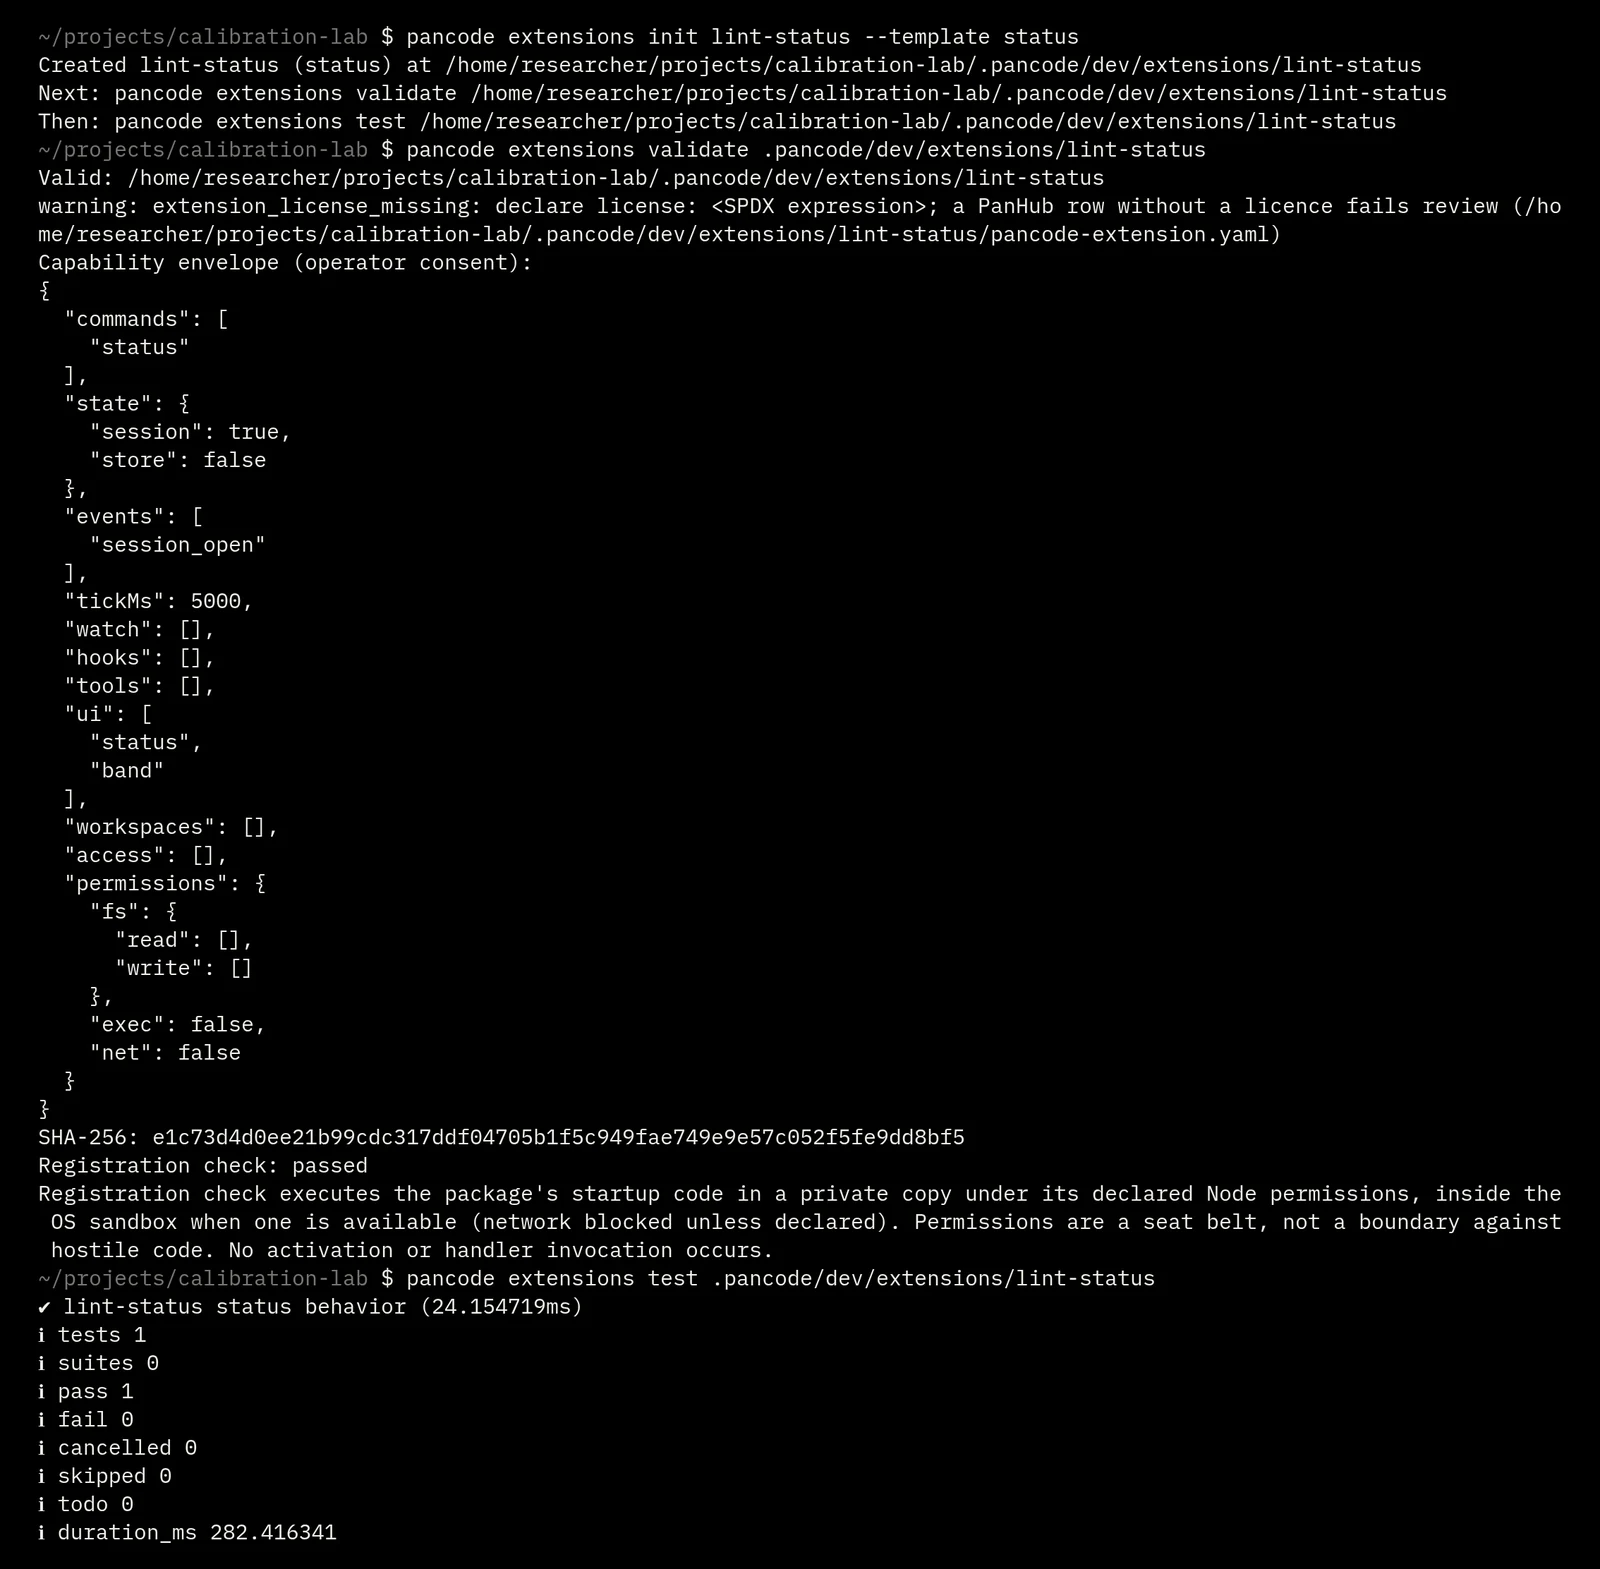 ~/projects/calibration-lab $ pancode extensions init lint-status --template status
Created lint-status (status) at /home/researcher/projects/calibration-lab/.pancode/dev/extensions/lint-status
Next: pancode extensions validate /home/researcher/projects/calibration-lab/.pancode/dev/extensions/lint-status
Then: pancode extensions test /home/researcher/projects/calibration-lab/.pancode/dev/extensions/lint-status
~/projects/calibration-lab $ pancode extensions validate .pancode/dev/extensions/lint-status
Valid: /home/researcher/projects/calibration-lab/.pancode/dev/extensions/lint-status
warning: extension_license_missing: declare license: <SPDX expression>; a PanHub row without a licence fails review (/ho
me/researcher/projects/calibration-lab/.pancode/dev/extensions/lint-status/pancode-extension.yaml)
Capability envelope (operator consent):
{
  "commands": [
    "status"
  ],
  "state": {
    "session": true,
    "store": false
  },
  "events": [
    "session_open"
  ],
  "tickMs": 5000,
  "watch": [],
  "hooks": [],
  "tools": [],
  "ui": [
    "status",
    "band"
  ],
  "workspaces": [],
  "access": [],
  "permissions": {
    "fs": {
      "read": [],
      "write": []
    },
    "exec": false,
    "net": false
  }
}
SHA-256: e1c73d4d0ee21b99cdc317ddf04705b1f5c949fae749e9e57c052f5fe9dd8bf5
Registration check: passed
Registration check executes the package's startup code in a private copy under its declared Node permissions, inside the
 OS sandbox when one is available (network blocked unless declared). Permissions are a seat belt, not a boundary against
 hostile code. No activation or handler invocation occurs.
~/projects/calibration-lab $ pancode extensions test .pancode/dev/extensions/lint-status
✔ lint-status status behavior (24.154719ms)
ℹ tests 1
ℹ suites 0
ℹ pass 1
ℹ fail 0
ℹ cancelled 0
ℹ skipped 0
ℹ todo 0
ℹ duration_ms 282.416341